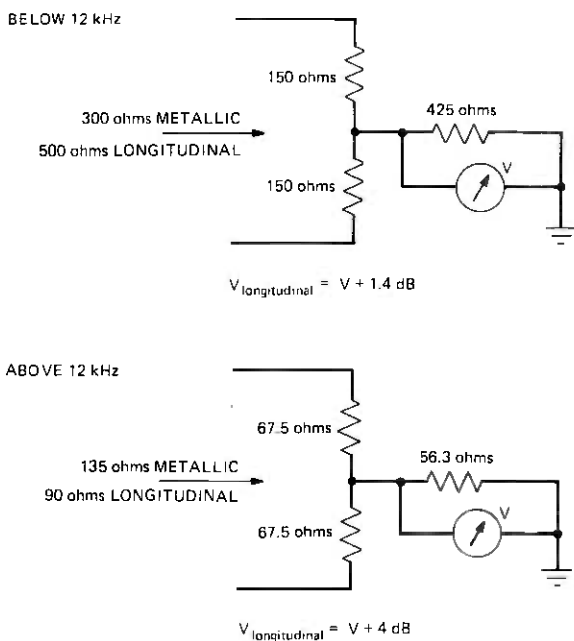 BELOW 12 kHz
150 ohms
425 ohms
300 ohms METALLIC
V
500 ohms LONGITUDINAL
150 ohms
Vlongitudinal = V + 1.4 dB
ABOVE 12 kHz
67.5 ohms
56.3 ohms
135 ohms METALLIC
V
90 ohms LONGITUDINAL
67.5 ohms
Vlongitudinal = V + 4 dB